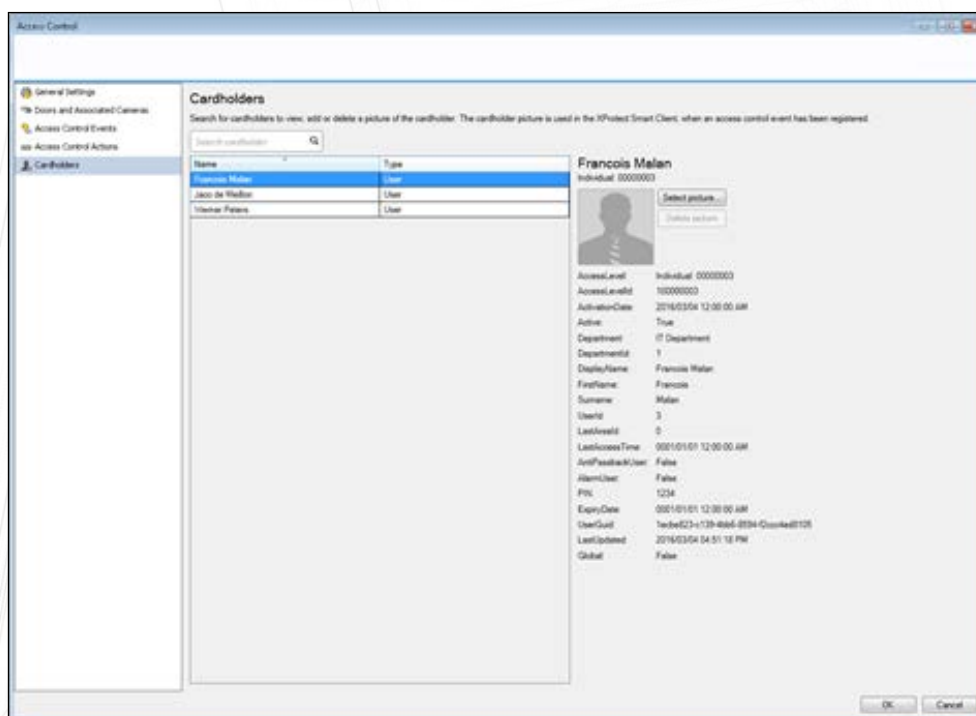 Access Control
General Settings
Doors and Associated Cameras
Access Control Events
Access Control Actions
Cardholders
Cardholders
Search for cardholders to view, add or delete a picture of the cardholder. The cardholder picture is used in the XProtect Smart Client, when an access control event has been registered.
Search cardholder
Name Type
Francois Malan User
Jaco de User
Werner Peters User
Francois Malan
Individual: 00000003
Select picture...
Delete picture
AccessLevel: Individual: 00000003
AccessLevelId: 100000003
ActivationDate: 2016/03/04 12:00:00 AM
Active: True
Department: IT Department
DepartmentId: 1
DisplayName: Francois Malan
FirstName: Francois
Surname: Malan
UserId: 3
LastAreaId: 0
LastAccessTime: 0001/01/01 12:00:00 AM
AntiPassbackUser: False
AlarmUser: False
PIN: 1234
ExpiryDate: 0001/01/01 12:00:00 AM
UserGuid:
LastUpdated: 2016/03/04 04:51:18 PM
Global: False
OK Cancel